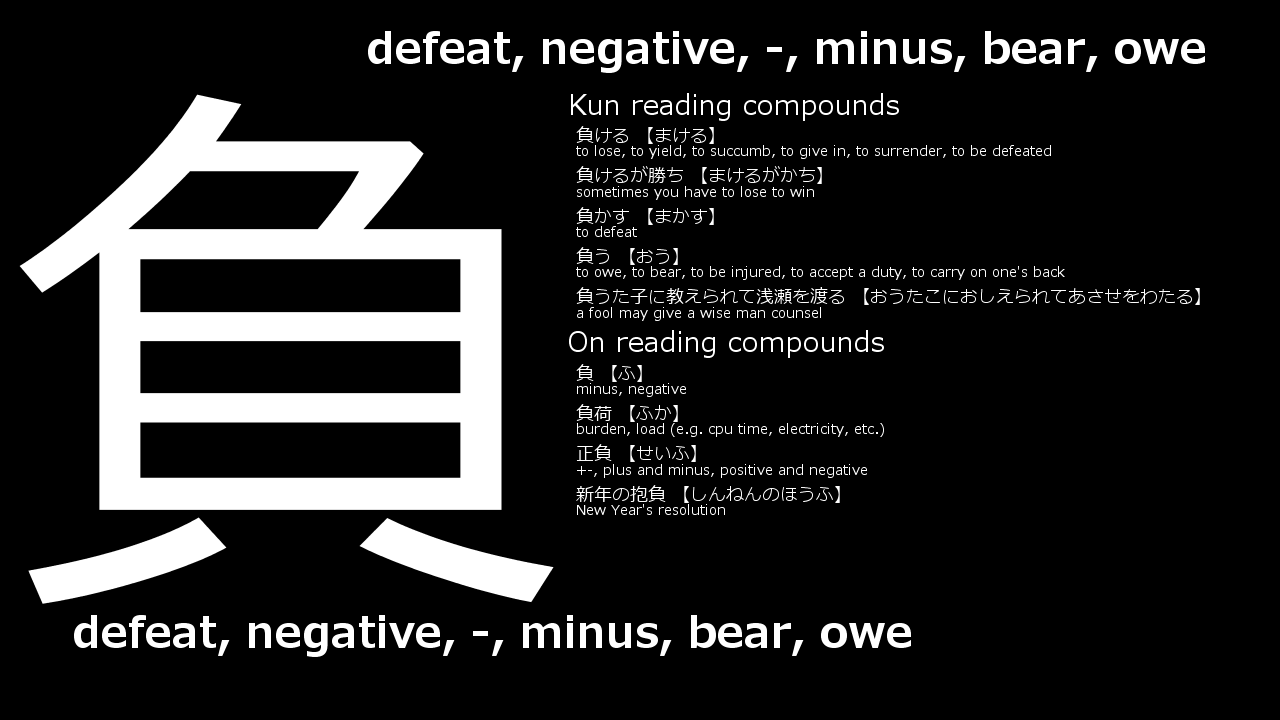 defeat, negative, -, minus, bear, owe
負
Kun reading compounds
負ける 【まける】
to lose, to yield, to succumb, to give in, to surrender, to be defeated
負けるが勝ち 【まけるがかち】
sometimes you have to lose to win
負かす 【まかす】
to defeat
負う 【おう】
to owe, to bear, to be injured, to accept a duty, to carry on one's back
負うた子に教えられて浅瀬を渡る 【おうたこにおしえられてあさせをわたる】
a fool may give a wise man counsel
On reading compounds
負 【ふ】
minus, negative
負荷 【ふか】
burden, load (e.g. cpu time, electricity, etc.)
正負 【せいふ】
+-, plus and minus, positive and negative
新年の抱負 【しんねんのほうふ】
New Year's resolution
defeat, negative, -, minus, bear, owe